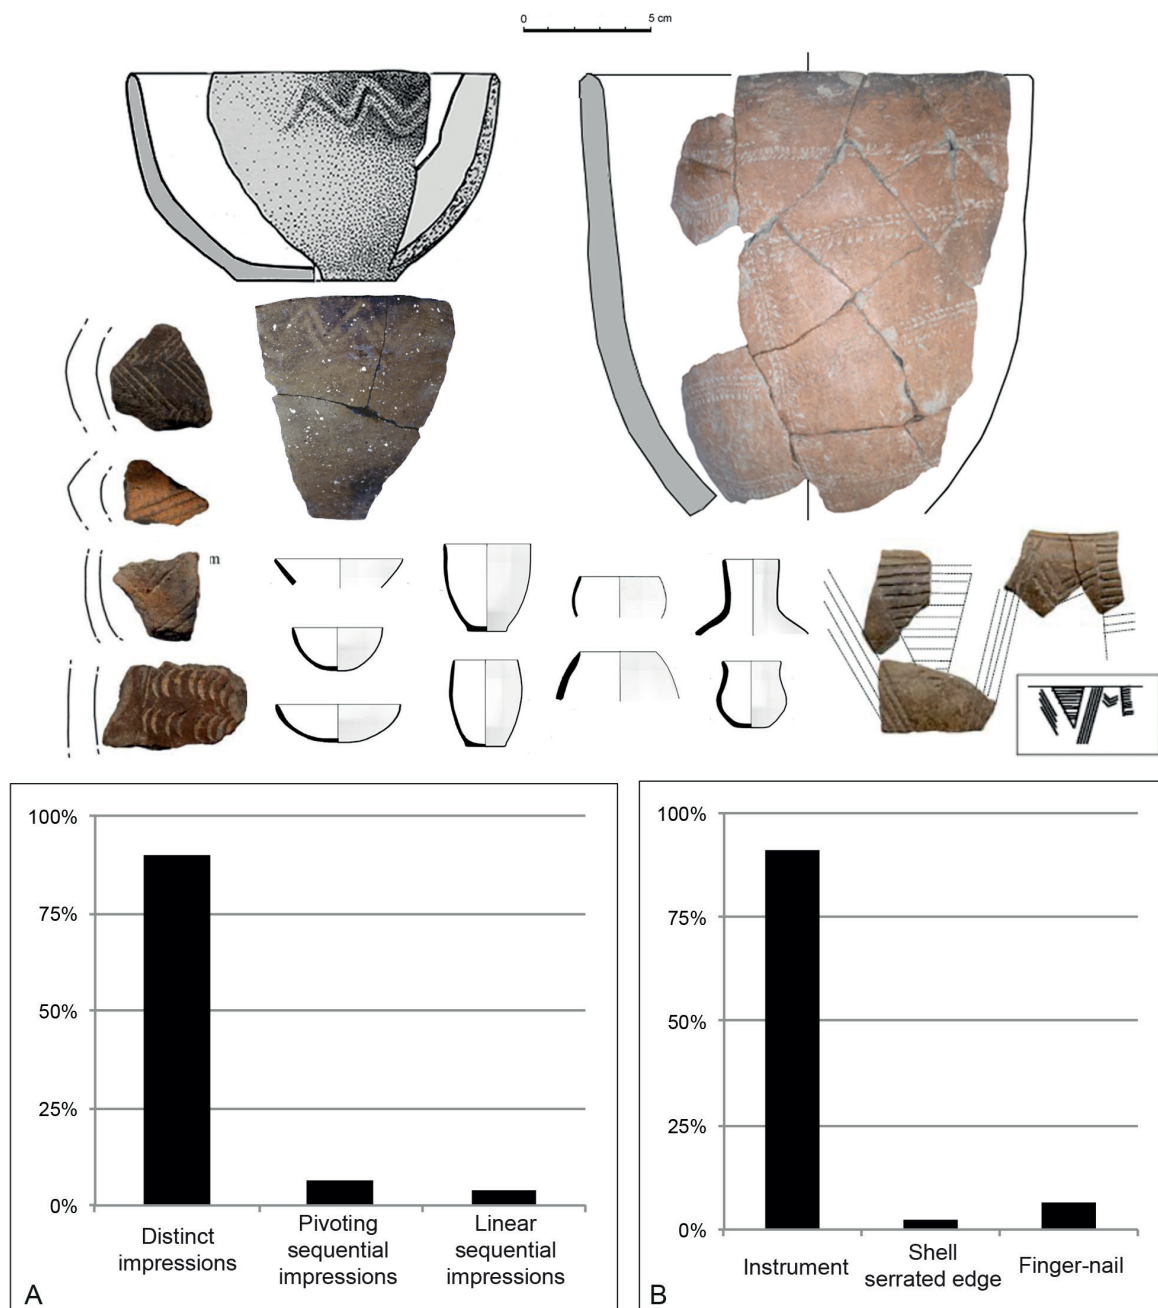 0 5 cm
m
100%
75%
50%
25%
0%
Distinct
impressions
Pivoting
sequential
impressions
Linear
sequential
impressions
A
100%
75%
50%
25%
0%
Instrument
Shell
serrated edge
Finger-nail
B